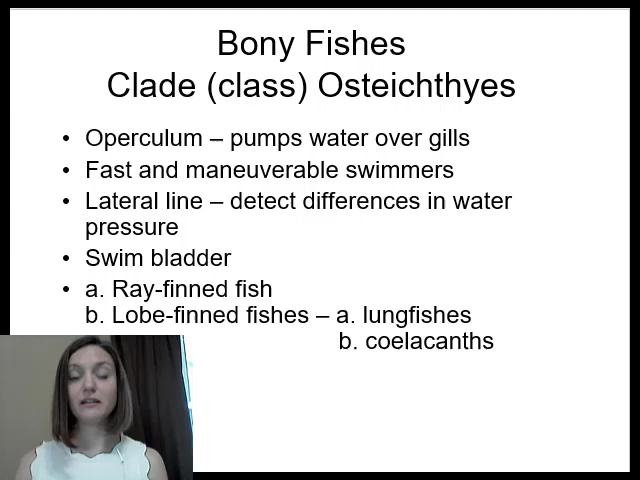 Bony Fishes
Clade (class) Osteichthyes
• Operculum – pumps water over gills
• Fast and maneuverable swimmers
• Lateral line – detect differences in water
pressure
• Swim bladder
• a. Ray-finned fish
b. Lobe-finned fishes – a. lungfishes
b. coelacanths